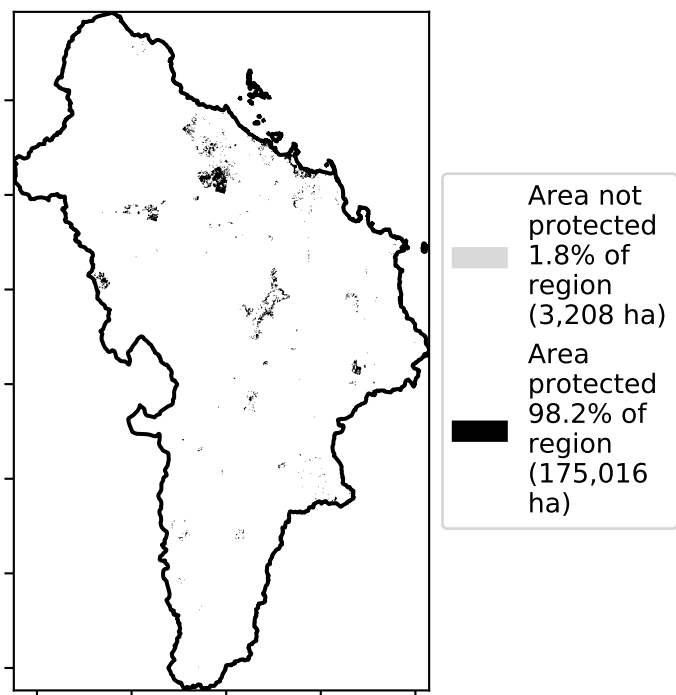 Area not
protected
1.8% of
region
(3,208 ha)
Area
protected
98.2% of
region
(175,016
ha)